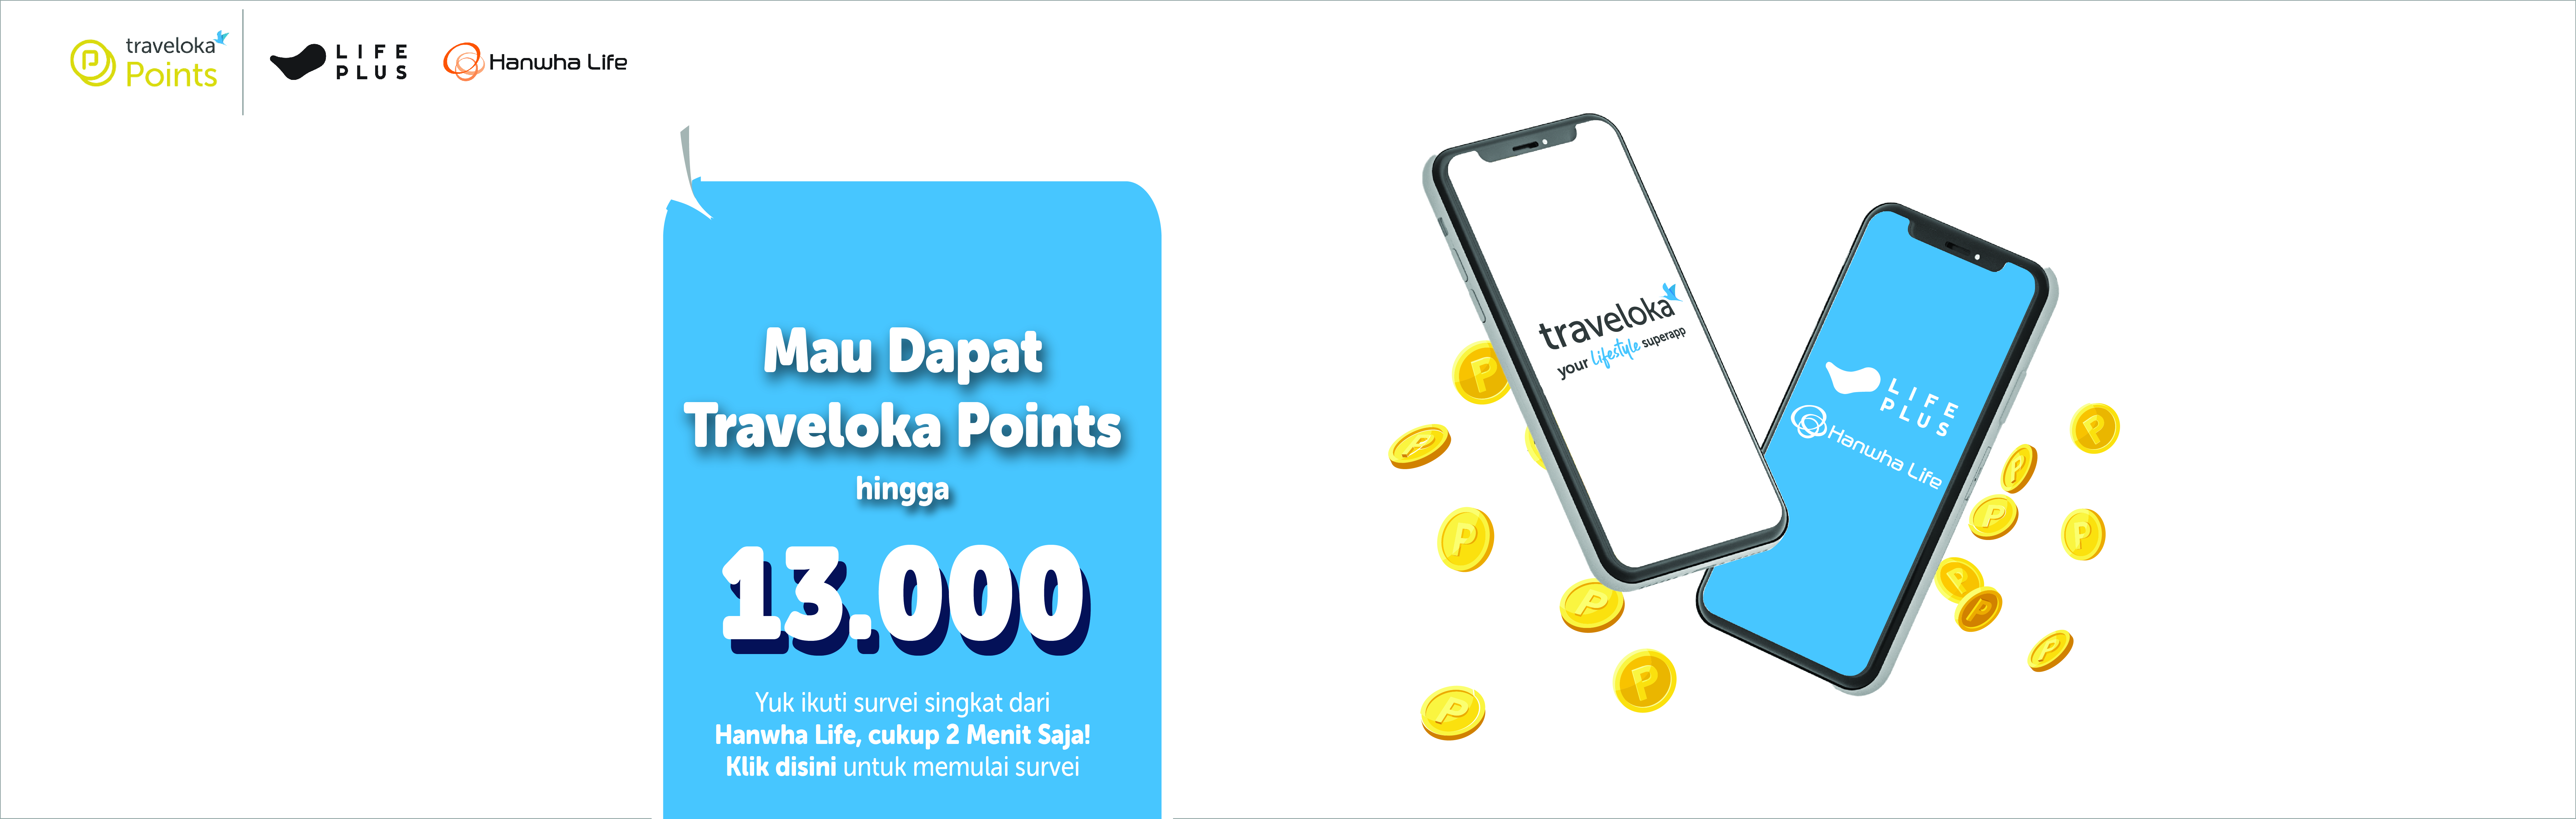 traveloka
Points
LIFE
PLUS
Hanwha Life
Mau Dapat
Traveloka Points
hingga
13.000
Yuk ikuti survei singkat dari
Hanwha Life, cukup 2 Menit Saja!
Klik disini untuk memulai survei
traveloka
your lifestyle superapp
LIFE
PLUS
Hanwha Life